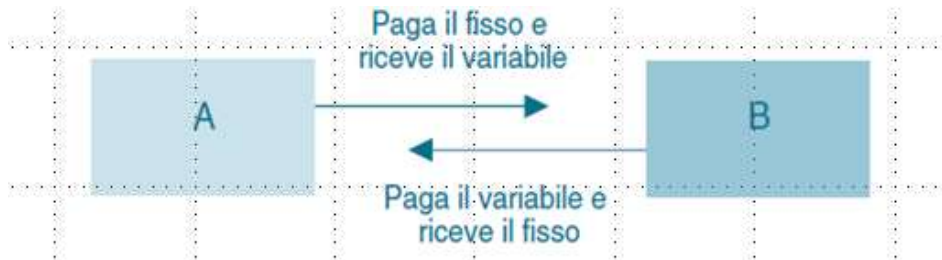 Paga il fisso e
riceve il variabile
A
B
Paga il variabile e
riceve il fisso